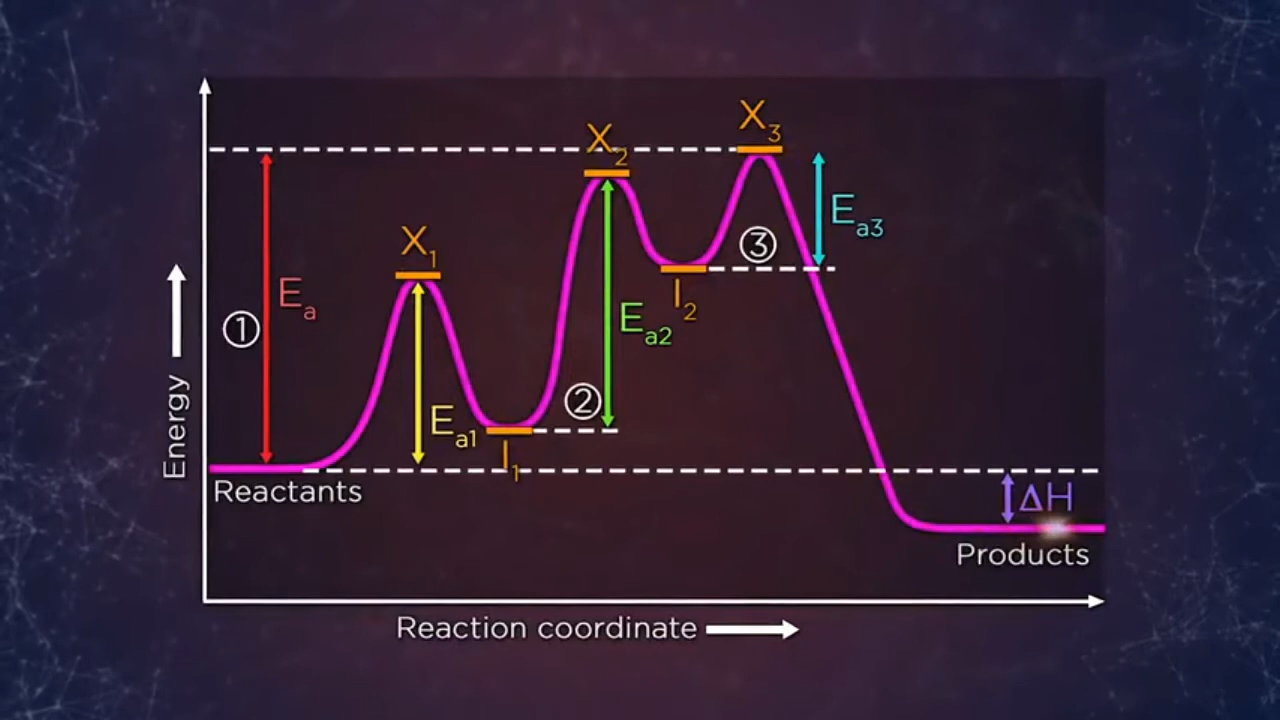 X₃
X₂
X₁
Eₐ₃
③
Eₐ
I₂
①
Eₐ₂
②
Eₐ₁
I₁
Energy
Reactants
ΔH
Products
Reaction coordinate